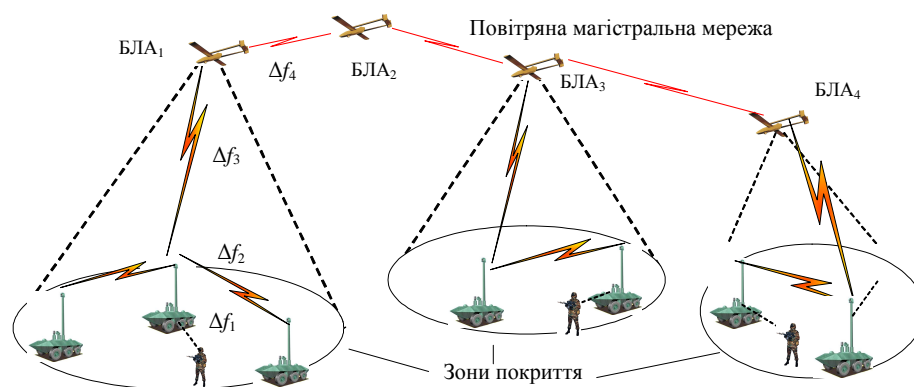 Повітряна магістральна мережа
БЛА₁
Δf₄
БЛА₂
БЛА₃
БЛА₄
Δf₃
Δf₂
Δf₁
Зони покриття